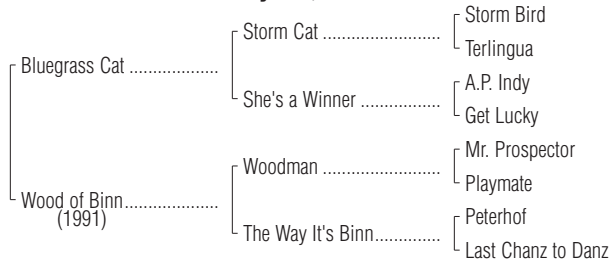 Storm Bird
Storm Cat ........................
Terlingua
Bluegrass Cat ..................
A.P. Indy
She's a Winner ................
Get Lucky
Mr. Prospector
Woodman ........................
Playmate
Wood of Binn...................
(1991)
Peterhof
The Way It's Binn.............
Last Chanz to Danz